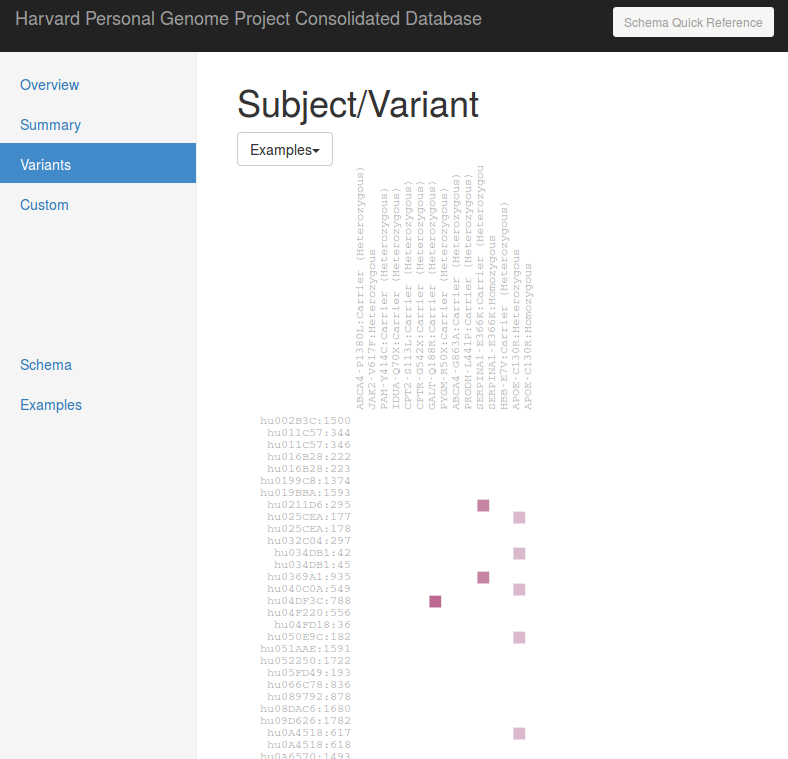 Harvard Personal Genome Project Consolidated Database
Schema Quick Reference
Overview
Summary
Variants
Custom
Schema
Examples
Subject/Variant
Examples
ABCA4-P1380L:Carrier (Heterozygous)
JAK2-V617F:Heterozygous
PAH-Y414C:Carrier (Heterozygous)
IDUA-Q70X:Carrier (Heterozygous)
CPT2-S113L:Carrier (Heterozygous)
CFTR-G542X:Carrier (Heterozygous)
GALT-Q188R:Carrier (Heterozygous)
PYGM-R50X:Carrier (Heterozygous)
ABCA4-G863A:Carrier (Heterozygous)
PRODH-L441P:Carrier (Heterozygous)
SERPINA1-E366K:Carrier (Heterozygou
SERPINA1-E366K:Homozygous
HBB-E7V:Carrier (Heterozygous)
APOE-C130R:Heterozygous
APOE-C130R:Homozygous
hu002B3C:1500
hu011C57:344
hu011C57:346
hu016B28:222
hu016B28:223
hu0199C8:1374
hu019BBA:1593
hu0211D6:295
hu025CEA:177
hu025CEA:178
hu032C04:297
hu034DB1:42
hu034DB1:45
hu0369A1:935
hu040C0A:549
hu04DF3C:788
hu04F220:556
hu04FD18:36
hu050E9C:182
hu051AAE:1591
hu052250:1722
hu05FD49:193
hu066C78:836
hu089792:878
hu08DAC6:1680
hu09D626:1782
hu0A4518:617
hu0A4518:618
hu0A6570:1493